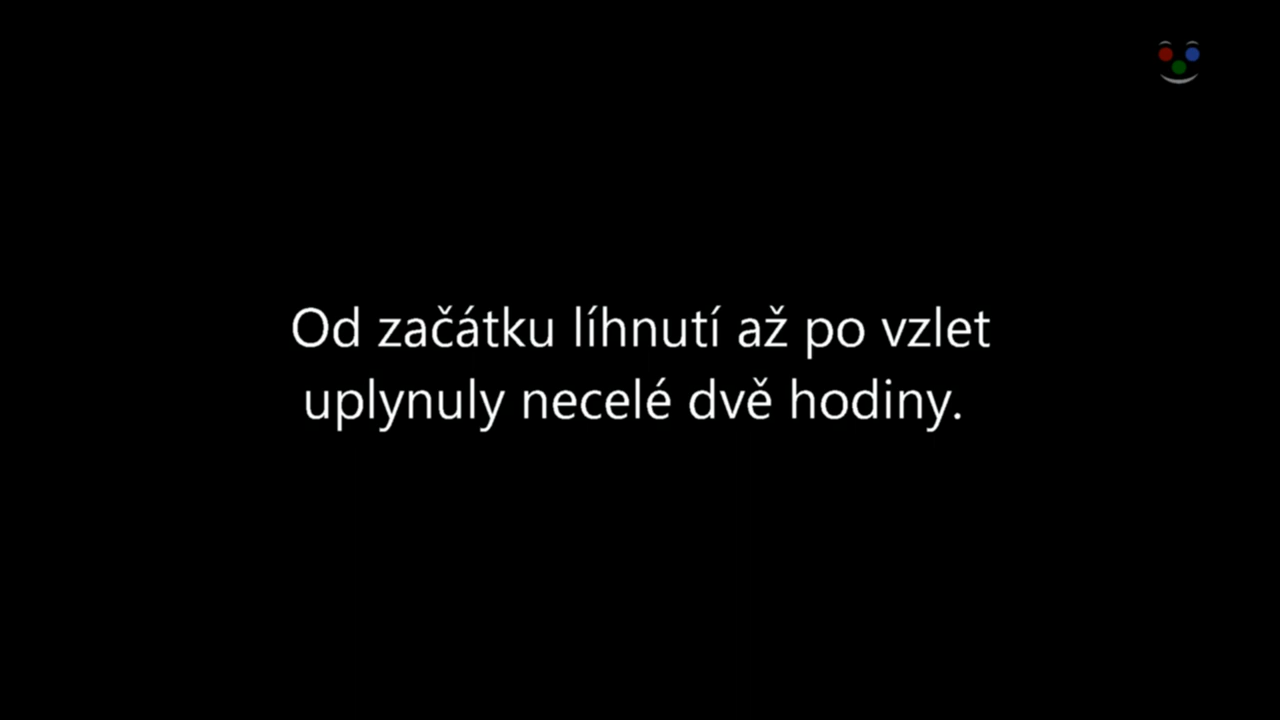 Od začátku líhnutí až po vzlet
uplynuly necelé dvě hodiny.